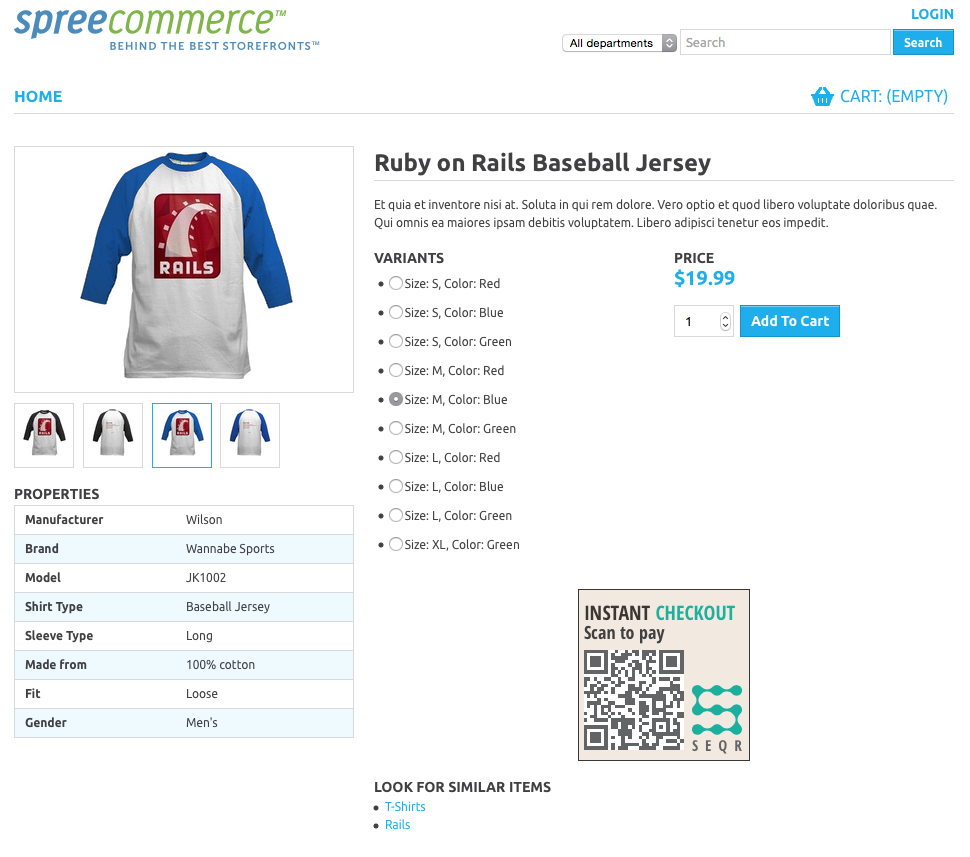 spreecommerce™
BEHIND THE BEST STOREFRONTS™
LOGIN
All departments
Search
Search
HOME
CART: (EMPTY)
RAILS
Ruby on Rails Baseball Jersey
Et quia et inventore nisi at. Soluta in qui rem dolore. Vero optio et quod libero voluptate doloribus quae.
Qui omnis ea maiores ipsam debitis voluptatem. Libero adipisci tenetur eos impedit.
VARIANTS
Size: S, Color: Red
Size: S, Color: Blue
Size: S, Color: Green
Size: M, Color: Red
Size: M, Color: Blue
Size: M, Color: Green
Size: L, Color: Red
Size: L, Color: Blue
Size: L, Color: Green
Size: XL, Color: Green
PRICE
$19.99
1
Add To Cart
RAILS
RAILS
PROPERTIES
Manufacturer Wilson
Brand Wannabe Sports
Model JK1002
Shirt Type Baseball Jersey
Sleeve Type Long
Made from 100% cotton
Fit Loose
Gender Men's
INSTANT CHECKOUT
Scan to pay
SEQR
LOOK FOR SIMILAR ITEMS
T-Shirts
Rails